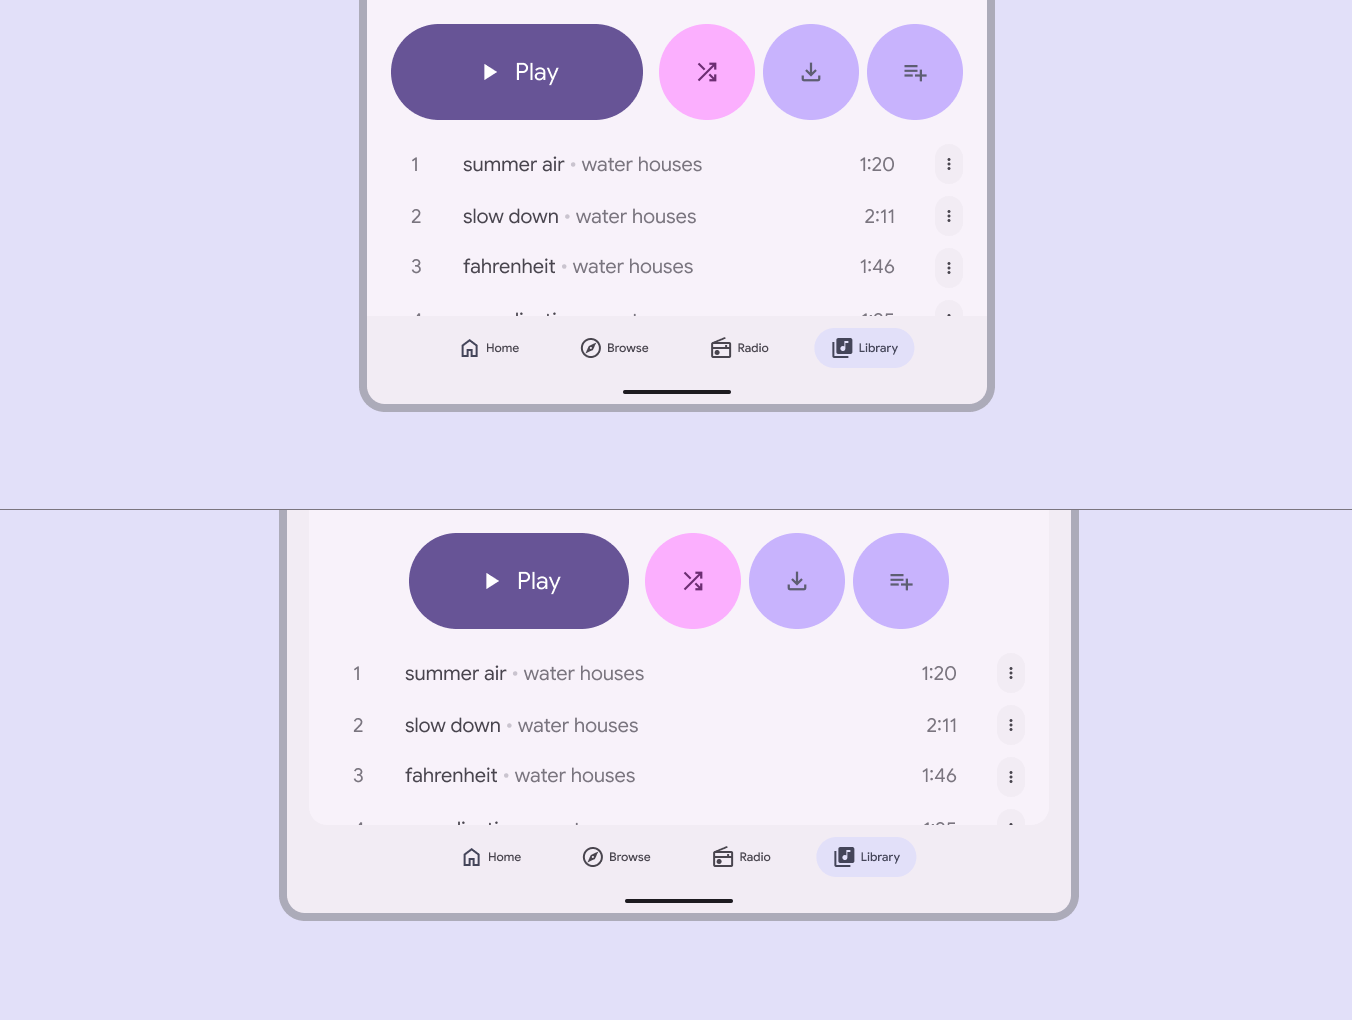 Play
1 summer air • water houses 1:20
2 slow down • water houses 2:11
3 fahrenheit • water houses 1:46
Home Browse Radio Library
Play
1 summer air • water houses 1:20
2 slow down • water houses 2:11
3 fahrenheit • water houses 1:46
Home Browse Radio Library